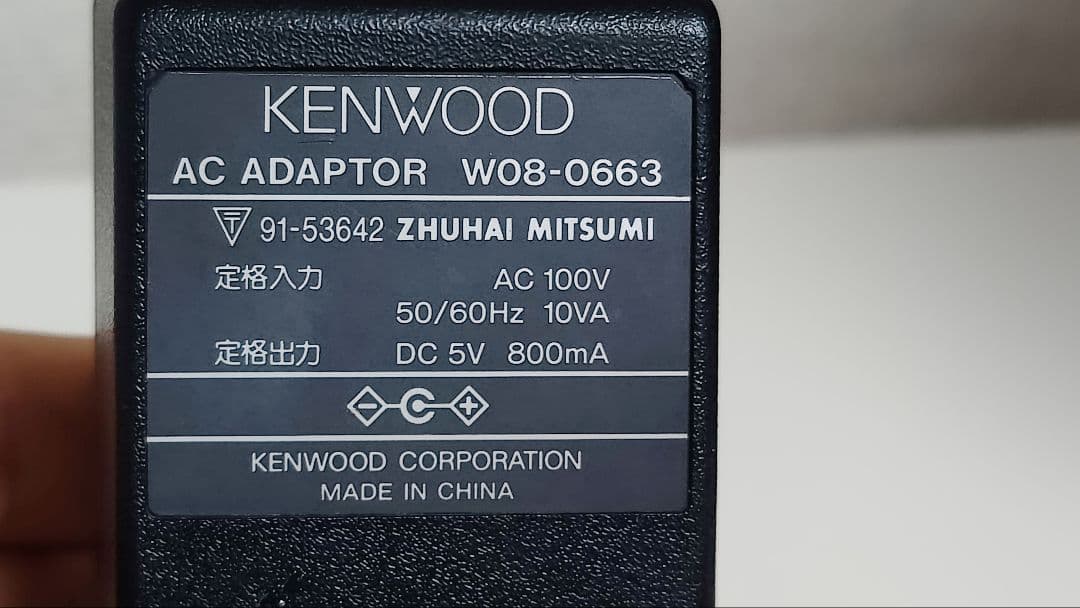 KENWOOD
AC ADAPTOR W08-0663
T 91-53642 ZHUHAI MITSUMI
定格入力 AC 100V
50/60Hz 10VA
定格出力 DC 5V 800mA
- C +
KENWOOD CORPORATION
MADE IN CHINA